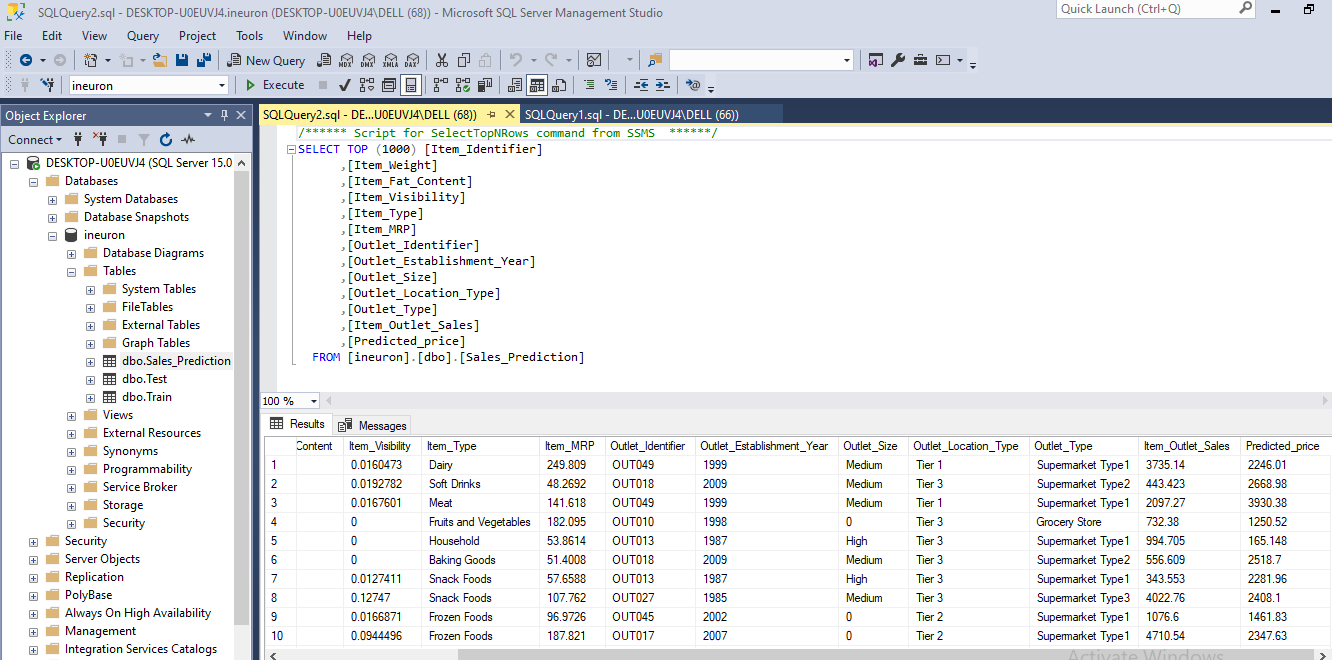 SQLQuery2.sql - DESKTOP-U0EUVJ4.ineuron (DESKTOP-U0EUVJ4\DELL (68)) - Microsoft SQL Server Management Studio
Quick Launch (Ctrl+Q)
File Edit View Query Project Tools Window Help
New Query MDX DMX XMLA DAX
ineuron Execute
Object Explorer
SQLQuery2.sql - DE...U0EUVJ4\DELL (68)) SQLQuery1.sql - DE...U0EUVJ4\DELL (66))
Connect
DESKTOP-U0EUVJ4 (SQL Server 15.0
Databases
System Databases
Database Snapshots
ineuron
Database Diagrams
Tables
System Tables
FileTables
External Tables
Graph Tables
dbo.Sales_Prediction
dbo.Test
dbo.Train
Views
External Resources
Synonyms
Programmability
Service Broker
Storage
Security
Security
Server Objects
Replication
PolyBase
Always On High Availability
Management
Integration Services Catalogs
/****** Script for SelectTopNRows command from SSMS ******/
SELECT TOP (1000) [Item_Identifier]
,[Item_Weight]
,[Item_Fat_Content]
,[Item_Visibility]
,[Item_Type]
,[Item_MRP]
,[Outlet_Identifier]
,[Outlet_Establishment_Year]
,[Outlet_Size]
,[Outlet_Location_Type]
,[Outlet_Type]
,[Item_Outlet_Sales]
,[Predicted_price]
FROM [ineuron].[dbo].[Sales_Prediction]
100 %
Results Messages
Content Item_Visibility Item_Type Item_MRP Outlet_Identifier Outlet_Establishment_Year Outlet_Size Outlet_Location_Type Outlet_Type Item_Outlet_Sales Predicted_price
1 0.0160473 Dairy 249.809 OUT049 1999 Medium Tier 1 Supermarket Type1 3735.14 2246.01
2 0.0192782 Soft Drinks 48.2692 OUT018 2009 Medium Tier 3 Supermarket Type2 443.423 2668.98
3 0.0167601 Meat 141.618 OUT049 1999 Medium Tier 1 Supermarket Type1 2097.27 3930.38
4 0 Fruits and Vegetables 182.095 OUT010 1998 0 Tier 3 Grocery Store 732.38 1250.52
5 0 Household 53.8614 OUT013 1987 High Tier 3 Supermarket Type1 994.705 165.148
6 0 Baking Goods 51.4008 OUT018 2009 Medium Tier 3 Supermarket Type2 556.609 2518.7
7 0.0127411 Snack Foods 57.6588 OUT013 1987 High Tier 3 Supermarket Type1 343.553 2281.96
8 0.12747 Snack Foods 107.762 OUT027 1985 Medium Tier 3 Supermarket Type3 4022.76 2408.1
9 0.0166871 Frozen Foods 96.9726 OUT045 2002 0 Tier 2 Supermarket Type1 1076.6 1461.83
10 0.0944496 Frozen Foods 187.821 OUT017 2007 0 Tier 2 Supermarket Type1 4710.54 2347.63
Activate Windows